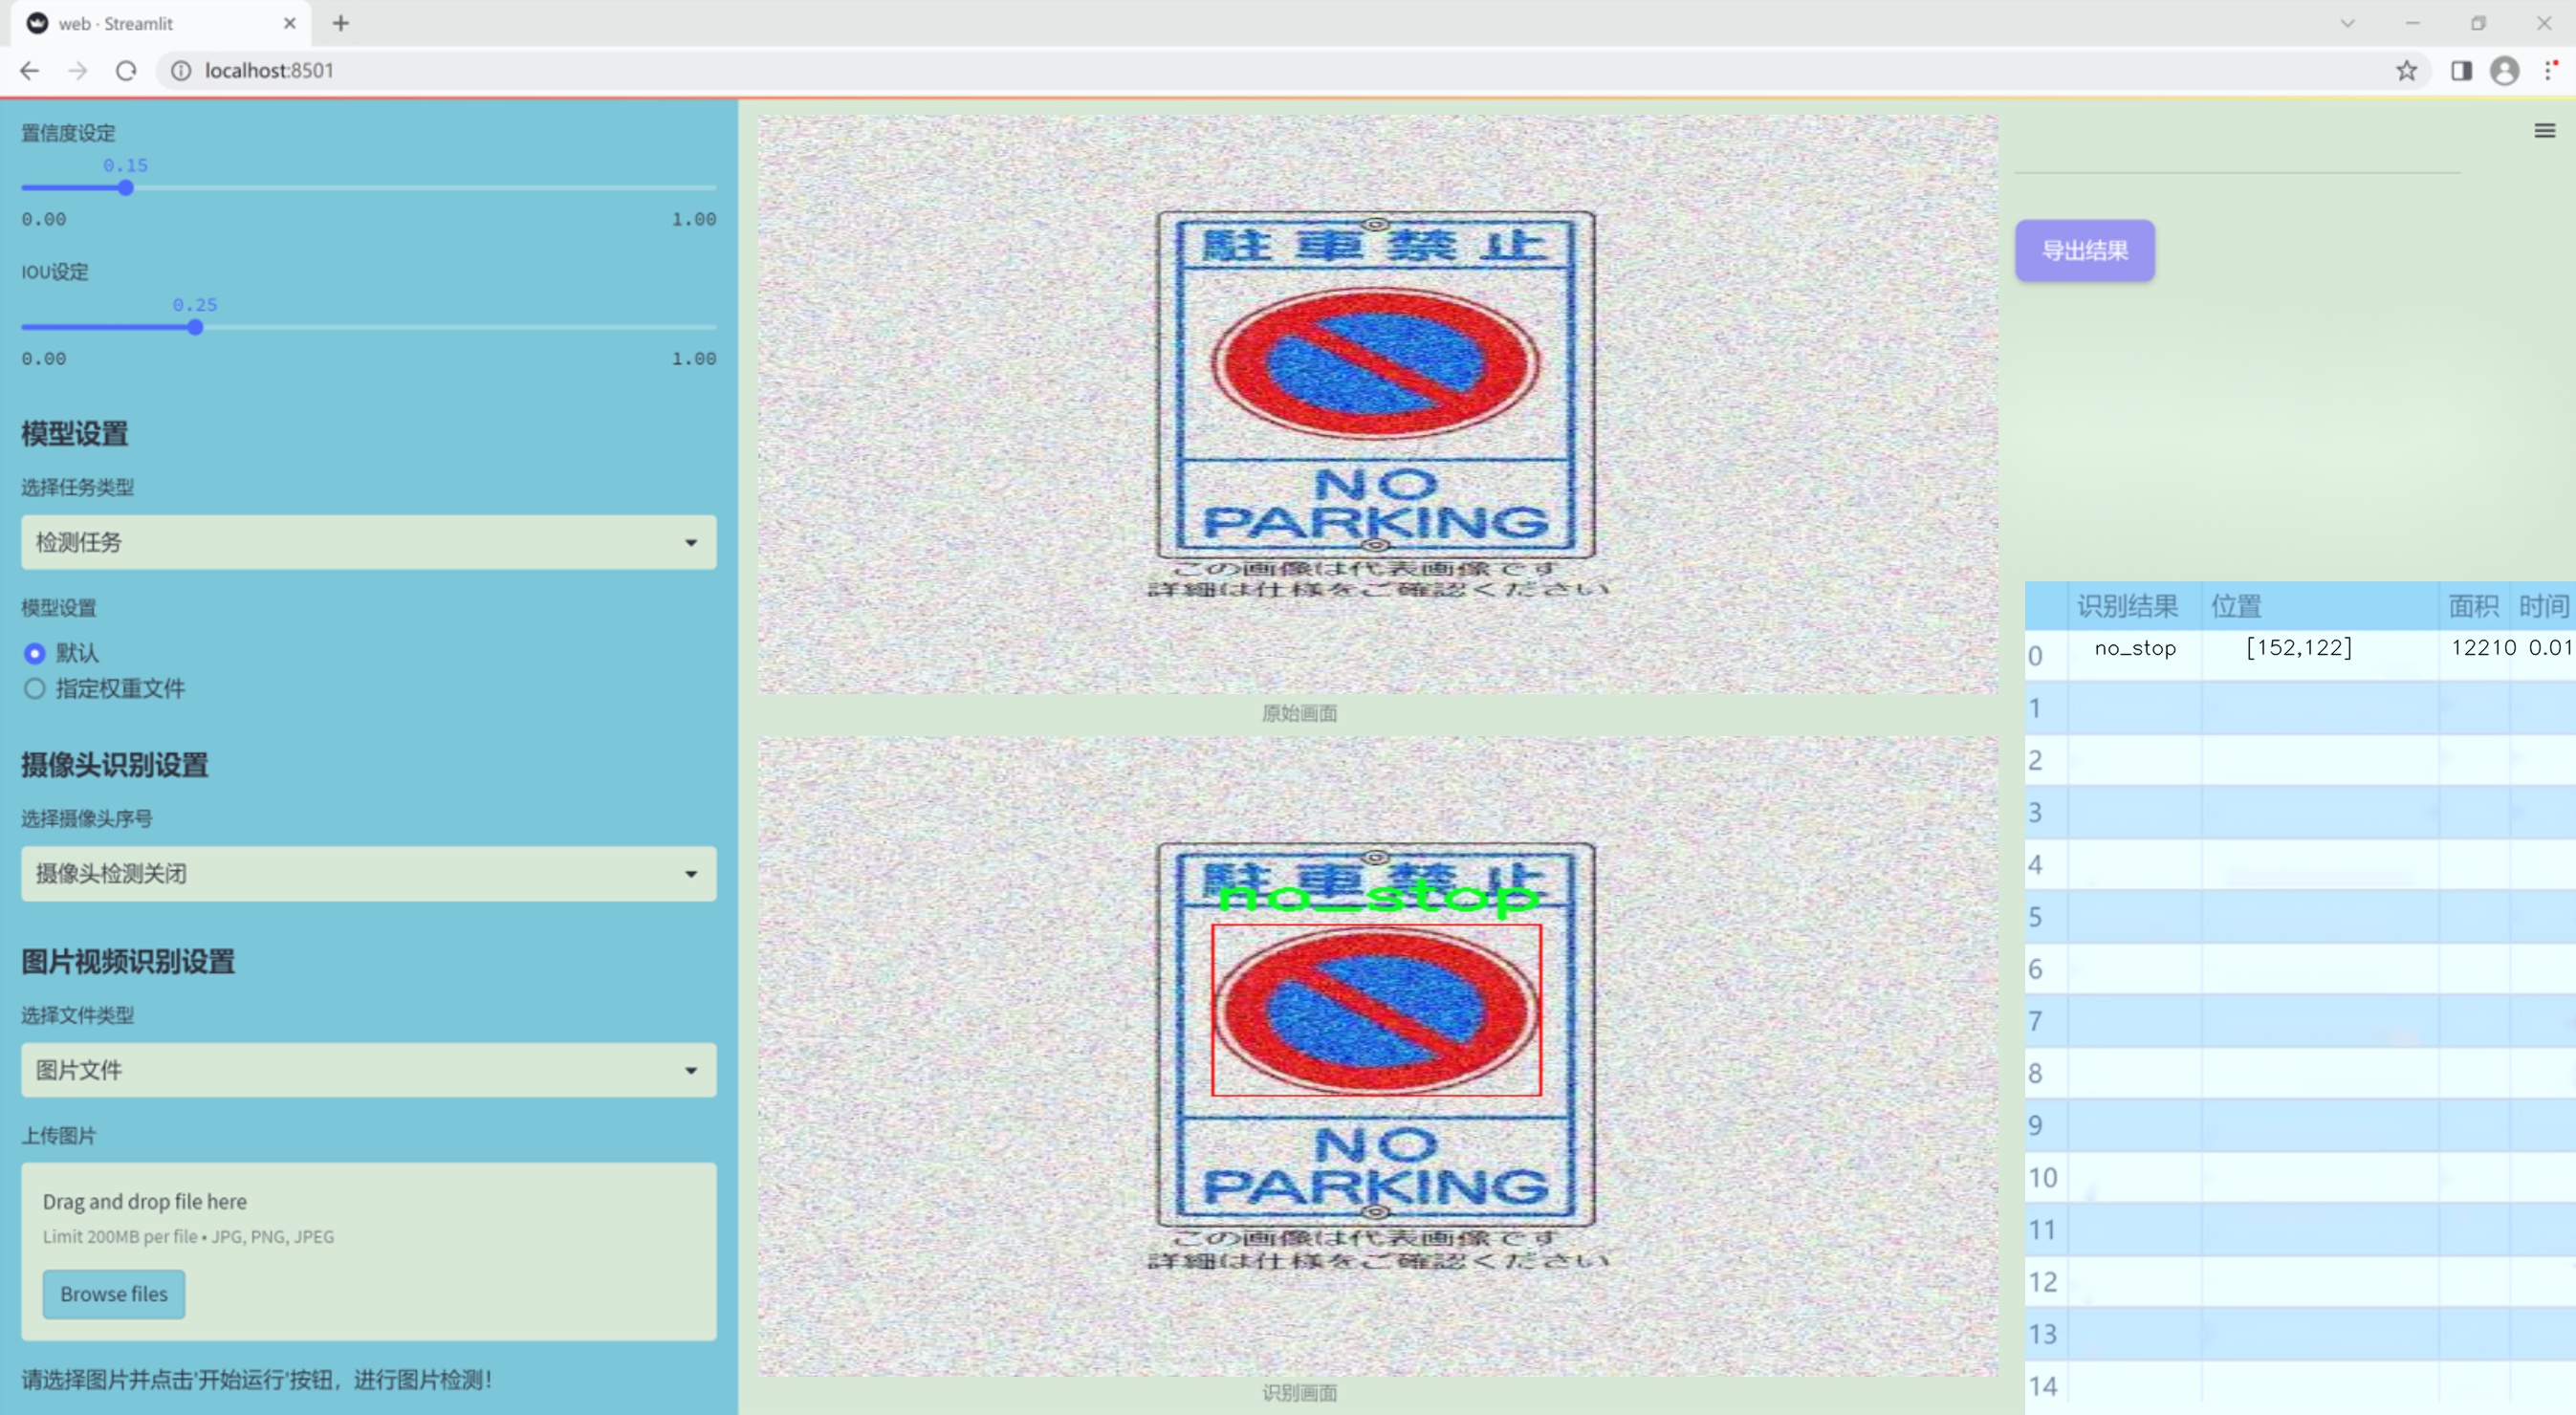 web · Streamlit
localhost:8501
置信度设定
0.15
0.00 1.00
IOU设定
0.25
0.00 1.00
模型设置
选择任务类型
检测任务
模型设置
默认
指定权重文件
摄像头识别设置
选择摄像头序号
摄像头检测关闭
图片视频识别设置
选择文件类型
图片文件
上传图片
Drag and drop file here
Limit 200MB per file • JPG, PNG, JPEG
Browse files
请选择图片并点击'开始运行'按钮，进行图片检测！
駐車禁止
NO
PARKING
この画像は代表画像です
詳細は仕様をご確認ください
原始画面
駐車禁止
no_stop
NO
PARKING
この画像は代表画像です
詳細は仕様をご確認ください
识别画面
导出结果
识别结果 位置 面积 时间
0 no_stop [152,122] 12210 0.01
1
2
3
4
5
6
7
8
9
10
11
12
13
14